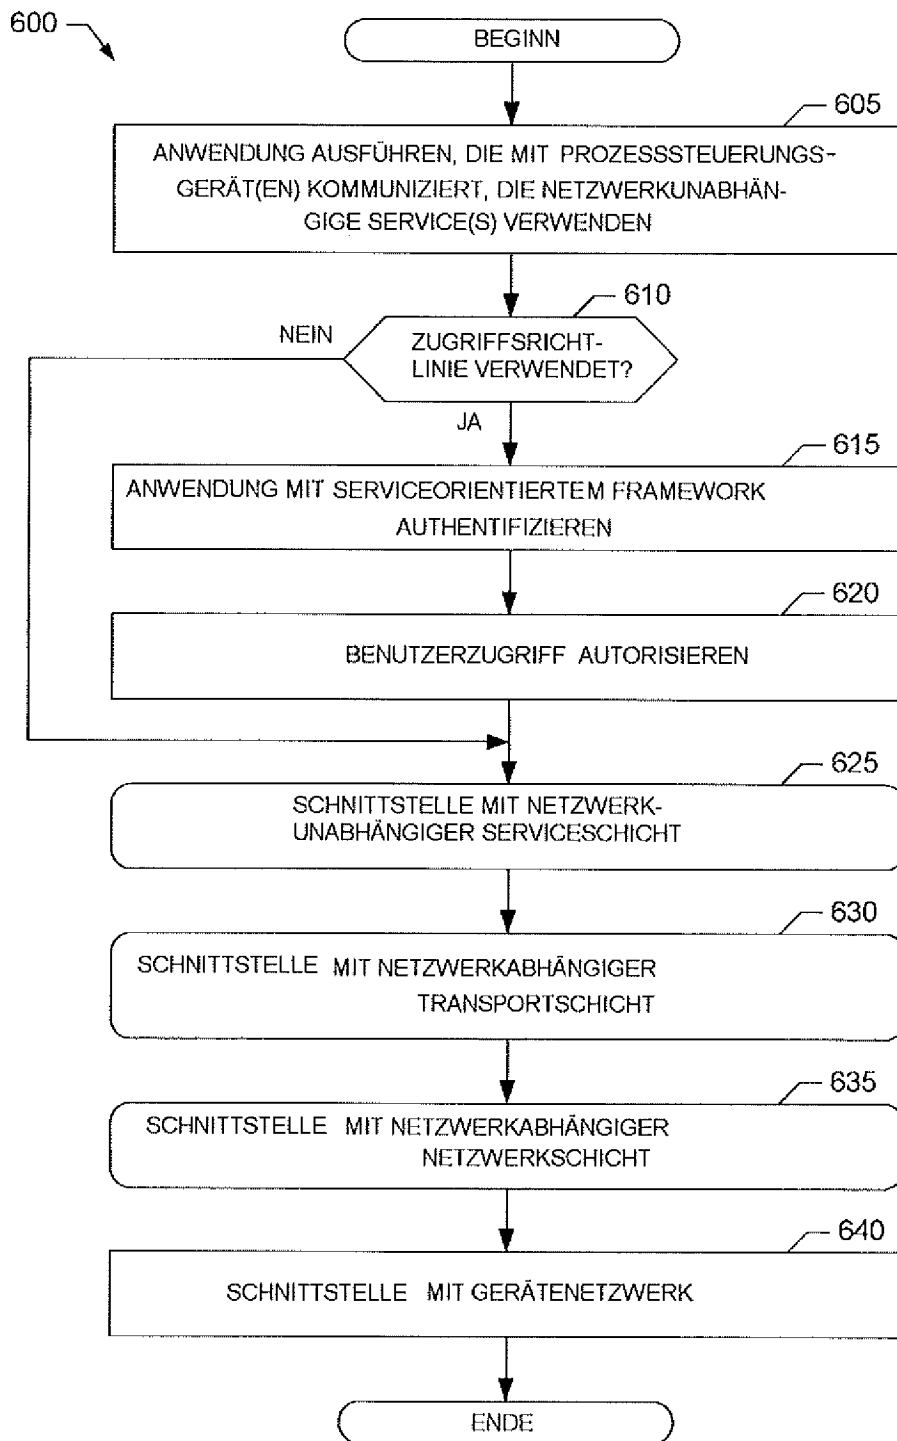 600
BEGINN
605
ANWENDUNG AUSFÜHREN, DIE MIT PROZESSSTEUERUNGS-
GERÄT(EN) KOMMUNIZIERT, DIE NETZWERKUNABHÄN-
GIGE SERVICE(S) VERWENDEN
610
NEIN
ZUGRIFFSRICHT-
LINIE VERWENDET?
JA
615
ANWENDUNG MIT SERVICEORIENTIERTEM FRAMEWORK
AUTHENTIFIZIEREN
620
BENUTZERZUGRIFF AUTORISIEREN
625
SCHNITTSTELLE MIT NETZWERK-
UNABHÄNGIGER SERVICESCHICHT
630
SCHNITTSTELLE MIT NETZWERKABHÄNGIGER
TRANSPORTSCHICHT
635
SCHNITTSTELLE MIT NETZWERKABHÄNGIGER
NETZWERKSCHICHT
640
SCHNITTSTELLE MIT GERÄTENETZWERK
ENDE